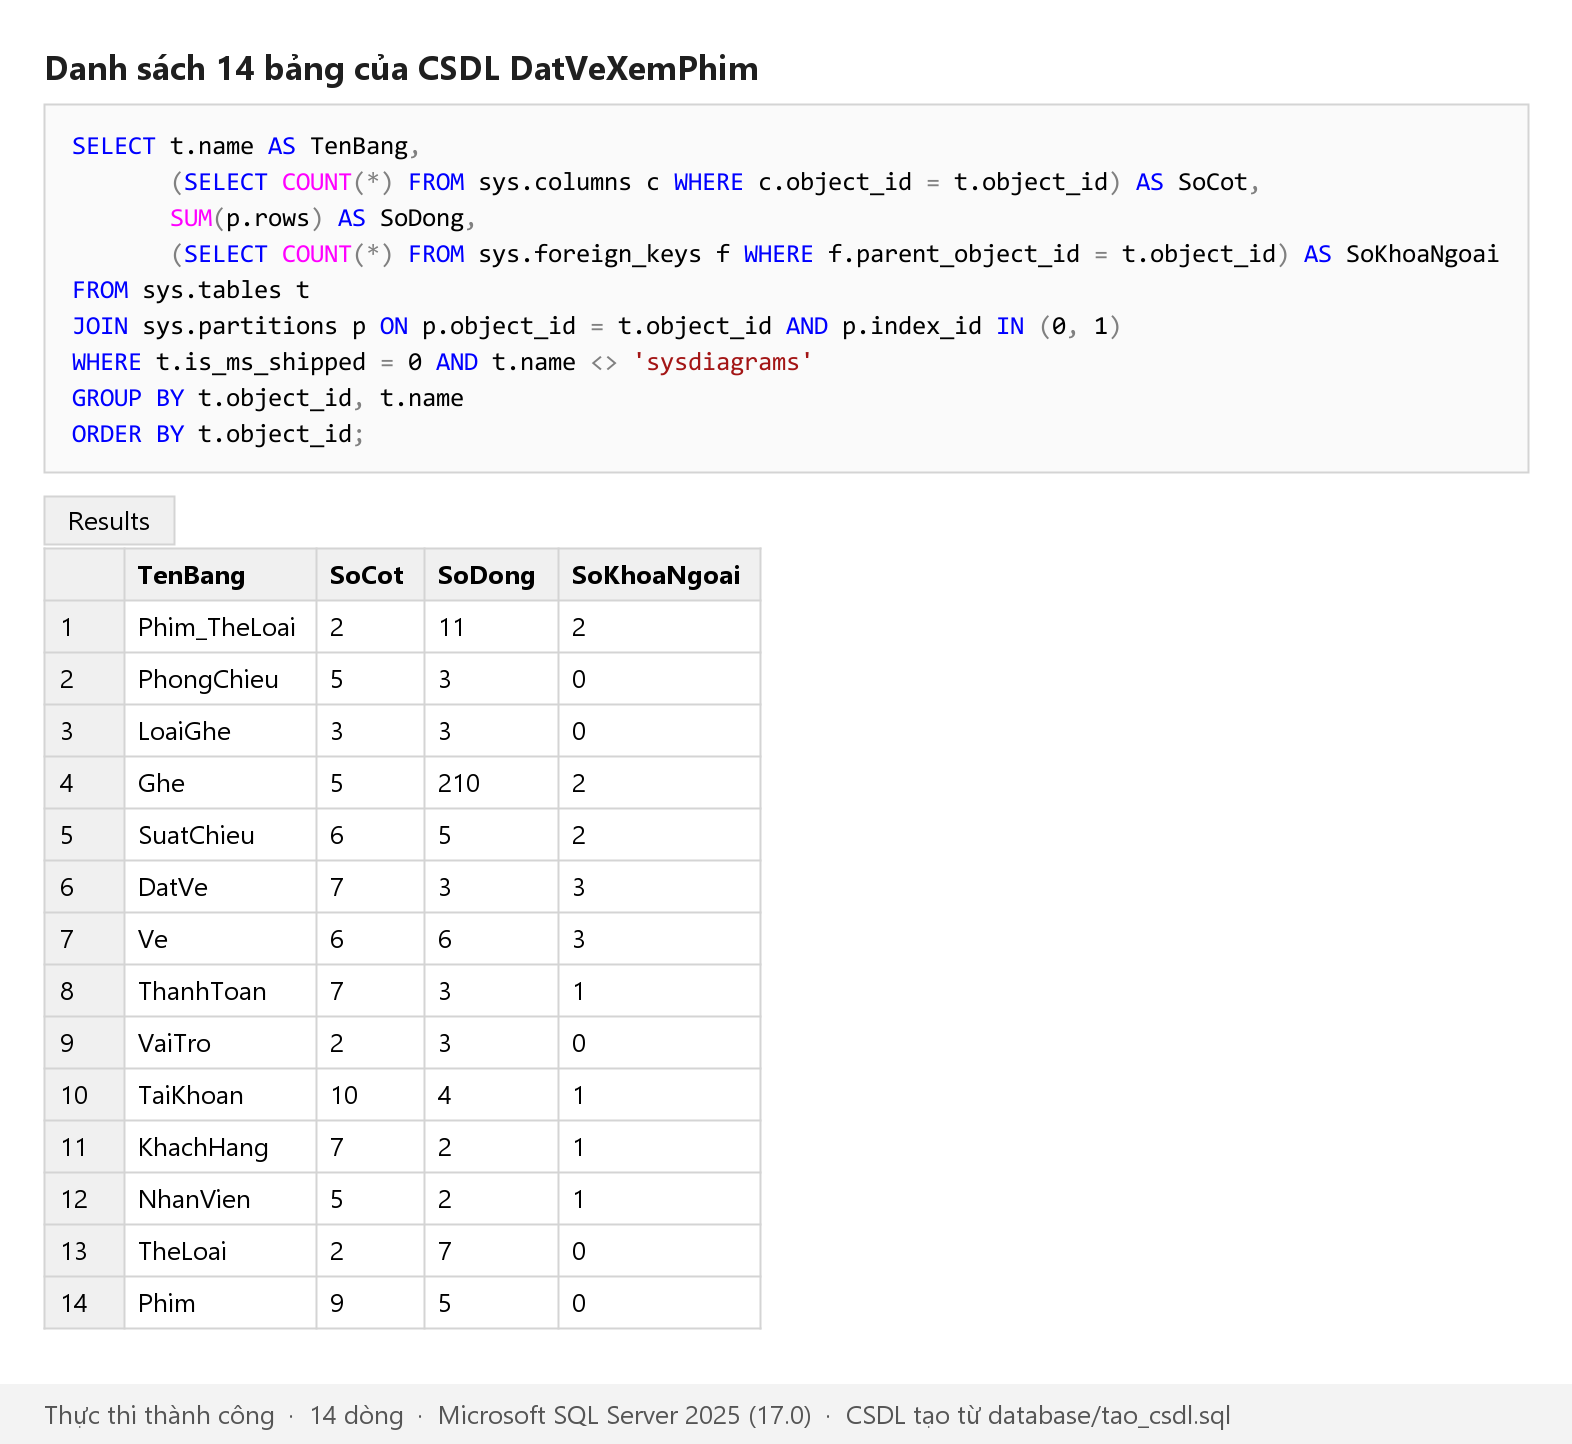 Danh sách 14 bảng của CSDL DatVeXemPhim
SELECT t.name AS TenBang,
(SELECT COUNT(*) FROM sys.columns c WHERE c.object_id = t.object_id) AS SoCot,
SUM(p.rows) AS SoDong,
(SELECT COUNT(*) FROM sys.foreign_keys f WHERE f.parent_object_id = t.object_id) AS SoKhoaNgoai
FROM sys.tables t
JOIN sys.partitions p ON p.object_id = t.object_id AND p.index_id IN (0, 1)
WHERE t.is_ms_shipped = 0 AND t.name <> 'sysdiagrams'
GROUP BY t.object_id, t.name
ORDER BY t.object_id;
Results
TenBang SoCot SoDong SoKhoaNgoai
1 Phim_TheLoai 2 11 2
2 PhongChieu 5 3 0
3 LoaiGhe 3 3 0
4 Ghe 5 210 2
5 SuatChieu 6 5 2
6 DatVe 7 3 3
7 Ve 6 6 3
8 ThanhToan 7 3 1
9 VaiTro 2 3 0
10 TaiKhoan 10 4 1
11 KhachHang 7 2 1
12 NhanVien 5 2 1
13 TheLoai 2 7 0
14 Phim 9 5 0
Thực thi thành công · 14 dòng · Microsoft SQL Server 2025 (17.0) · CSDL tạo từ database/tao_csdl.sql